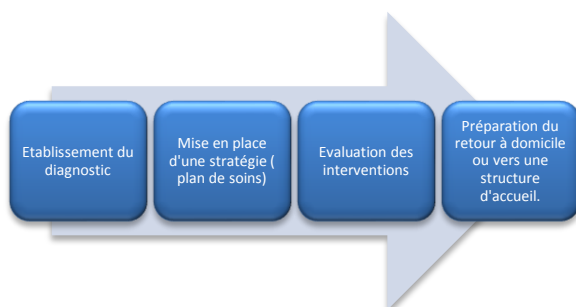 Etablissement du
diagnostic
Mise en place
d'une stratégie (
plan de soins)
Evaluation des
interventions
Préparation du
retour à domicile
ou vers une
structure
d'accueil.